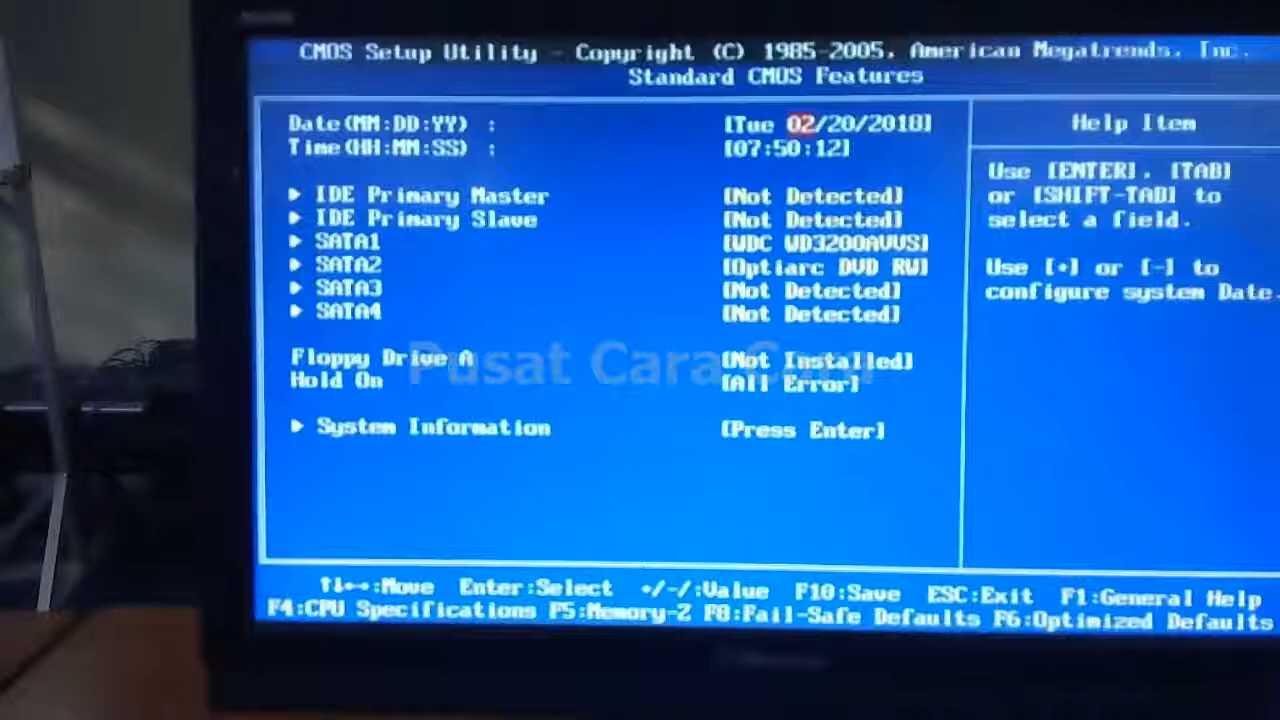 CMOS Setup Utility - Copyright (C) 1985-2005, American Megatrends, Inc.
Standard CMOS Features
Date(MM:DD:YY) : [Tue 02/20/2018]
Time(HH:MM:SS) : [07:50:12]
► IDE Primary Master [Not Detected]
► IDE Primary Slave [Not Detected]
► SATA1 [WDC WD3200AVVS]
► SATA2 [Optiarc DVD RW]
► SATA3 [Not Detected]
► SATA4 [Not Detected]
Floppy Drive A [Not Installed]
Hold On [All Error]
► System Information [Press Enter]
Help Item
Use [ENTER], [TAB]
or [SHIFT-TAB] to
select a field.
Use [+] or [-] to
configure system Date.
Pusat Cara.Com
↑↓←→:Move Enter:Select +/-/:Value F10:Save ESC:Exit F1:General Help
F4:CPU Specifications F5:Memory-Z F8:Fail-Safe Defaults F6:Optimized Defaults